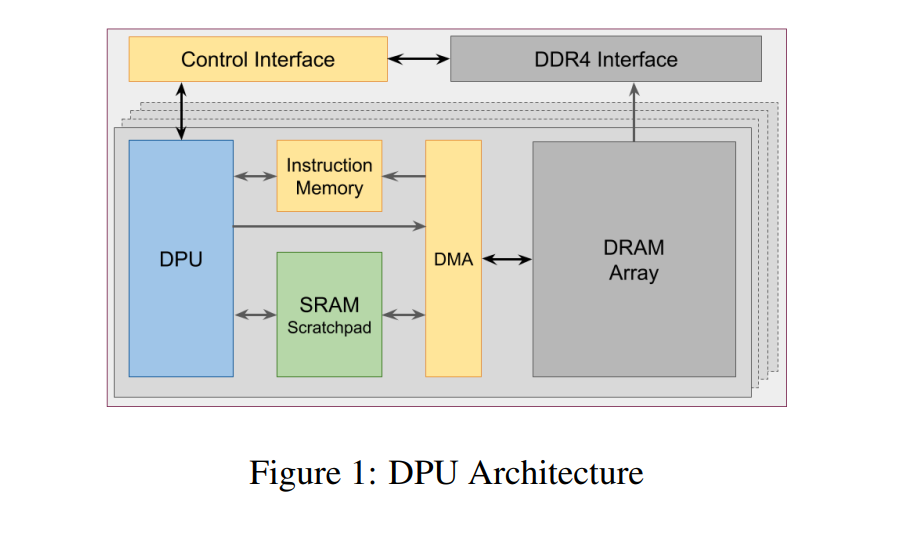 Control Interface
DDR4 Interface
Instruction
Memory
DPU
DMA
DRAM
Array
SRAM
Scratchpad
Figure 1: DPU Architecture